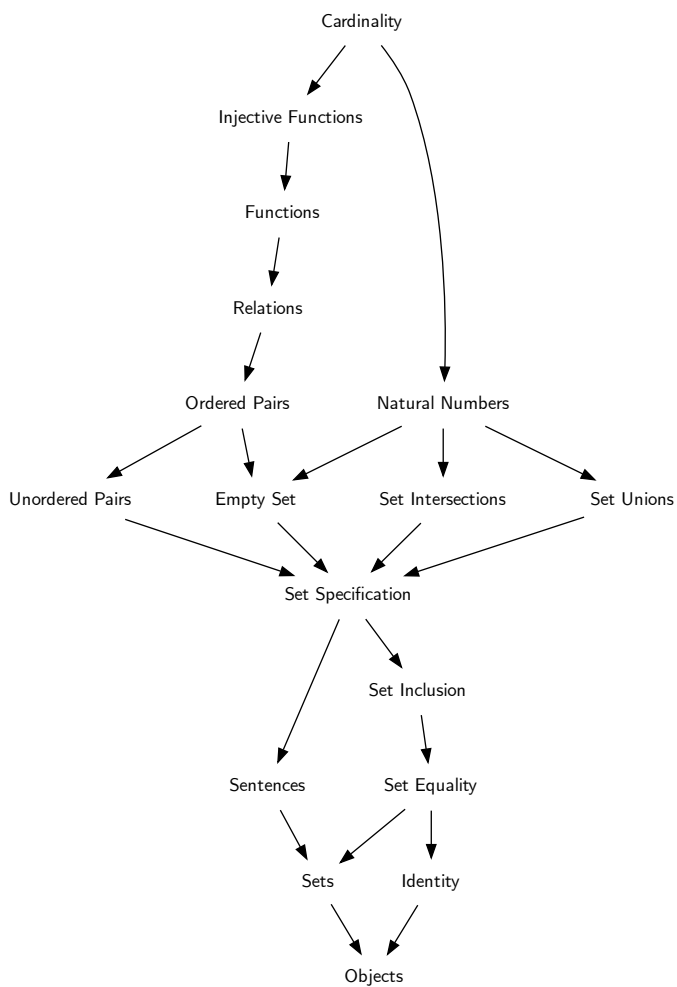 Cardinality
Injective Functions
Functions
Relations
Ordered Pairs
Natural Numbers
Unordered Pairs
Empty Set
Set Intersections
Set Unions
Set Specification
Set Inclusion
Sentences
Set Equality
Sets
Identity
Objects